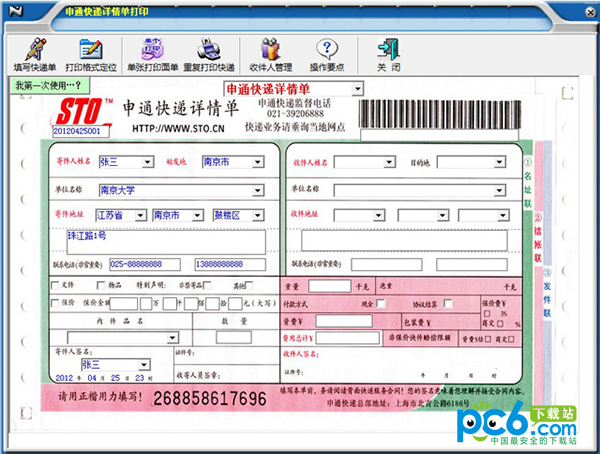 申通快递详情单打印
填写快递单 打印格式定位 单张打印面单 重复打印快递 收件人管理 操作要点 关 闭
我第一次使用…?
申通快递详情单
STO™ 申通快递详情单 申通快递监督电话
021-39206888
HTTP://WWW.STO.CN 快递业务请垂询当地网点
20120425001
寄件人姓名 张三 始发地 南京市 收件人姓名 目的地
单位名称 南京大学 单位名称
寄件地址 江苏省 南京市 鼓楼区 收件地址
珠江路1号
联系电话(非常重要) 025-88888888 13888888888 联系电话(非常重要)
①名址联
②结帐联
③发件联
文件 物品 特别声明: 非禁寄品 其他 重量 千克 总重 千克
保价 保价金额 万 千 佰 拾 元(大写) 付款方式 现金 协议结算 保价费¥
3%
内 件 品 名 数 量 资费¥ 包装费¥ 商定 ¥
费用总计¥ 非保价快件赔偿限额 资费5倍 商定
寄件人签名: 证件号: 收件人签名:
张三
2012 年 04 月 25 日 23 时 收寄人员签章: 证件号: 年 月 时
请用正楷用力填写! 268858617696 填写本单前、务请阅读背面快递服务合同! 您的签名意味着您理解并接受合同内容.
申通快递总部地址: 上海市北青公路6186号
pc6.com 下载站
中国最安全的下载站